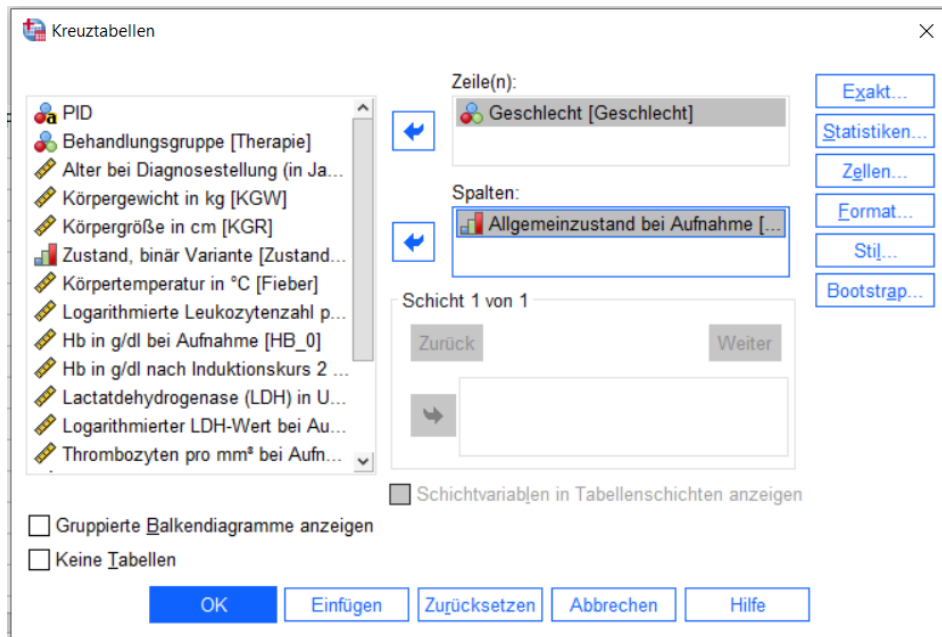 Kreuztabellen
PID
Behandlungsgruppe [Therapie]
Alter bei Diagnosestellung (in Ja...
Körpergewicht in kg [KGW]
Körpergröße in cm [KGR]
Zustand, binär Variante [Zustand...
Körpertemperatur in °C [Fieber]
Logarithmierte Leukozytenzahl p...
Hb in g/dl bei Aufnahme [HB_0]
Hb in g/dl nach Induktionskurs 2 ...
Lactatdehydrogenase (LDH) in U...
Logarithmierter LDH-Wert bei Au...
Thrombozyten pro mm³ bei Aufn...
Zeile(n):
Geschlecht [Geschlecht]
Spalten:
Allgemeinzustand bei Aufnahme [...
Schicht 1 von 1
Zurück
Weiter
Schichtvariablen in Tabellenschichten anzeigen
Exakt...
Statistiken...
Zellen...
Format...
Stil...
Bootstrap...
Gruppierte Balkendiagramme anzeigen
Keine Tabellen
OK
Einfügen
Zurücksetzen
Abbrechen
Hilfe